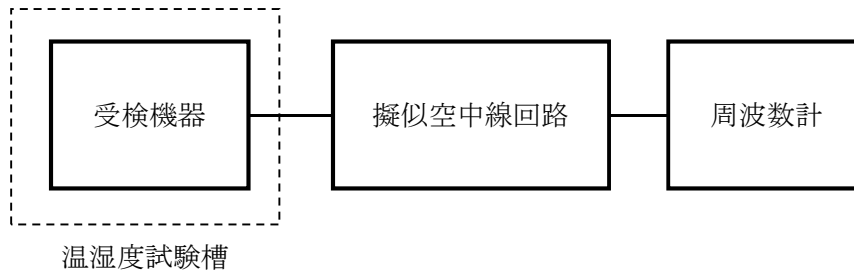 受検機器
擬似空中線回路
周波数計
温湿度試験槽